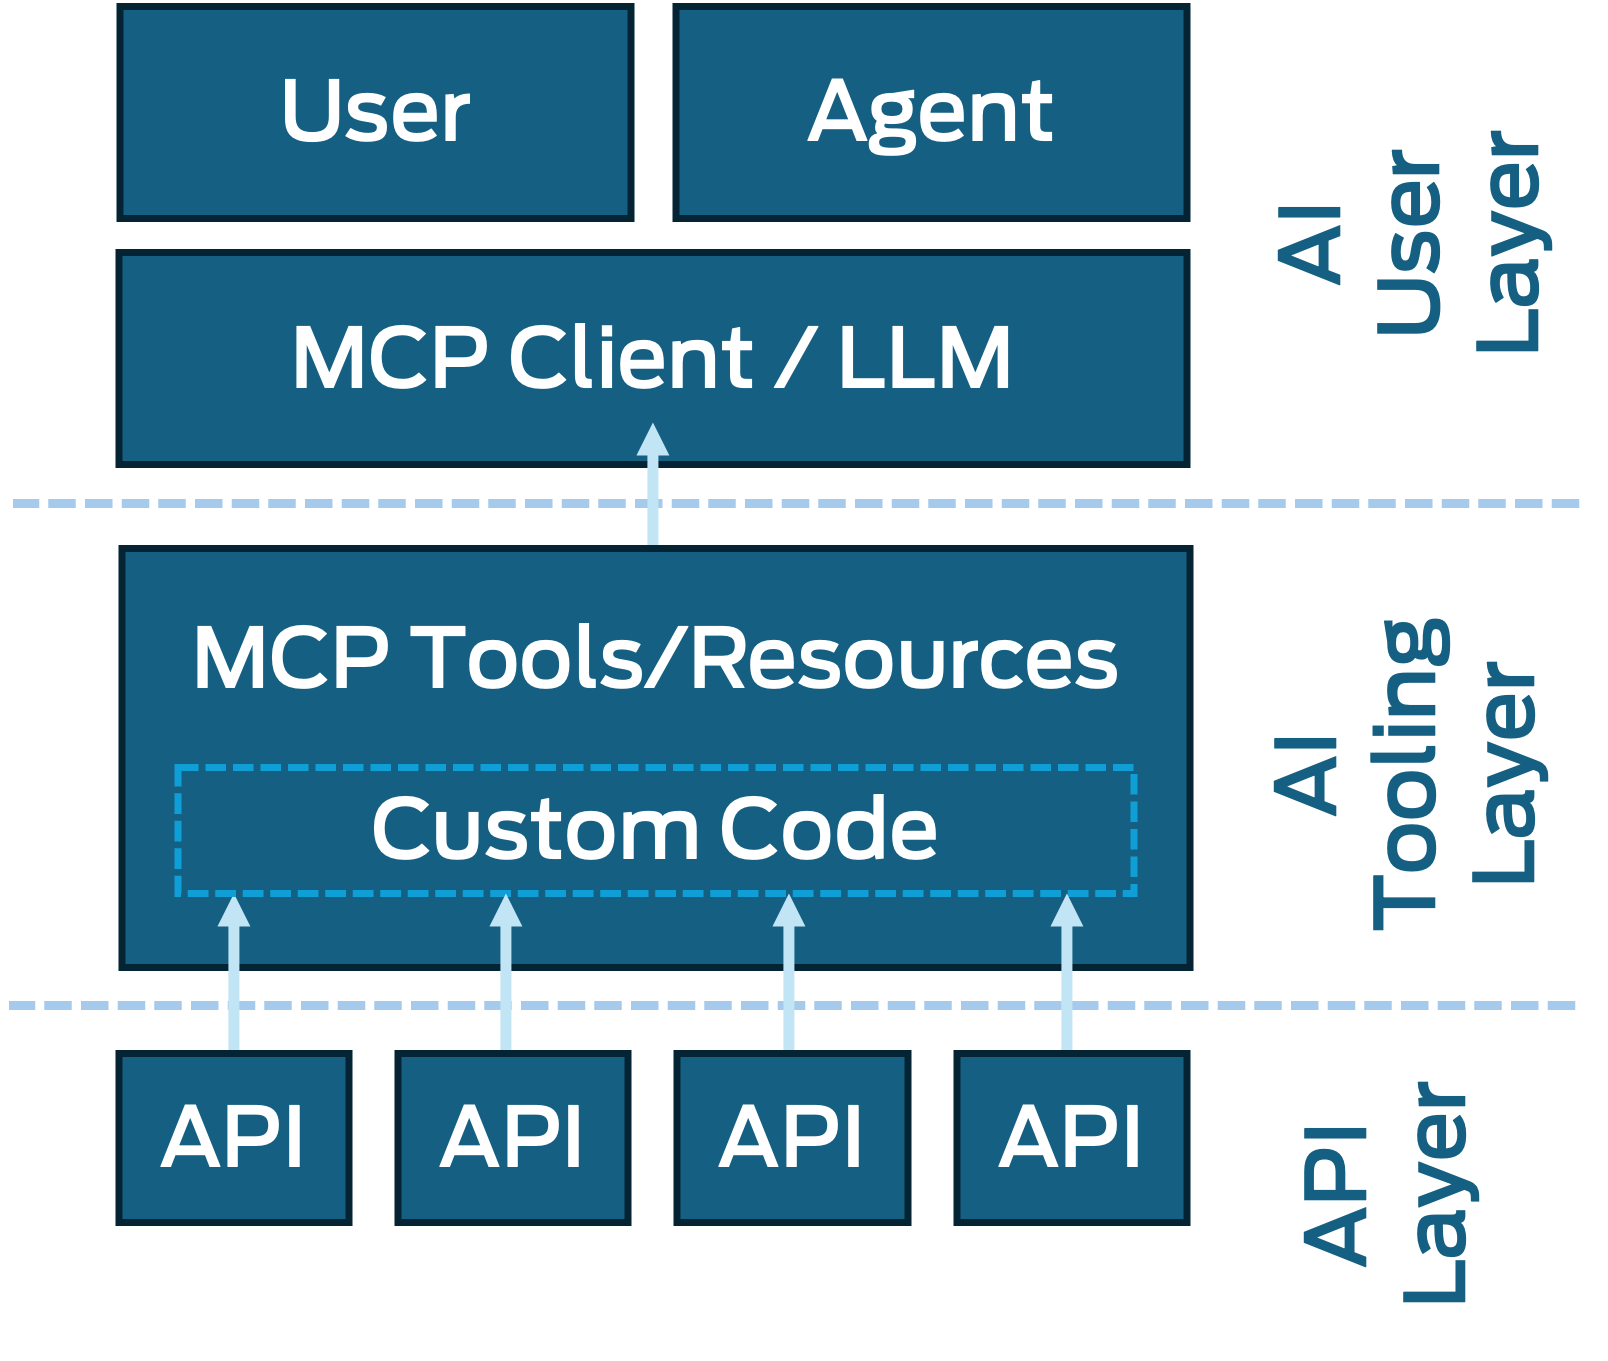 User
Agent
AI
User
Layer
MCP Client / LLM
MCP Tools/Resources
Custom Code
AI
Tooling
Layer
API
API
API
API
API
Layer